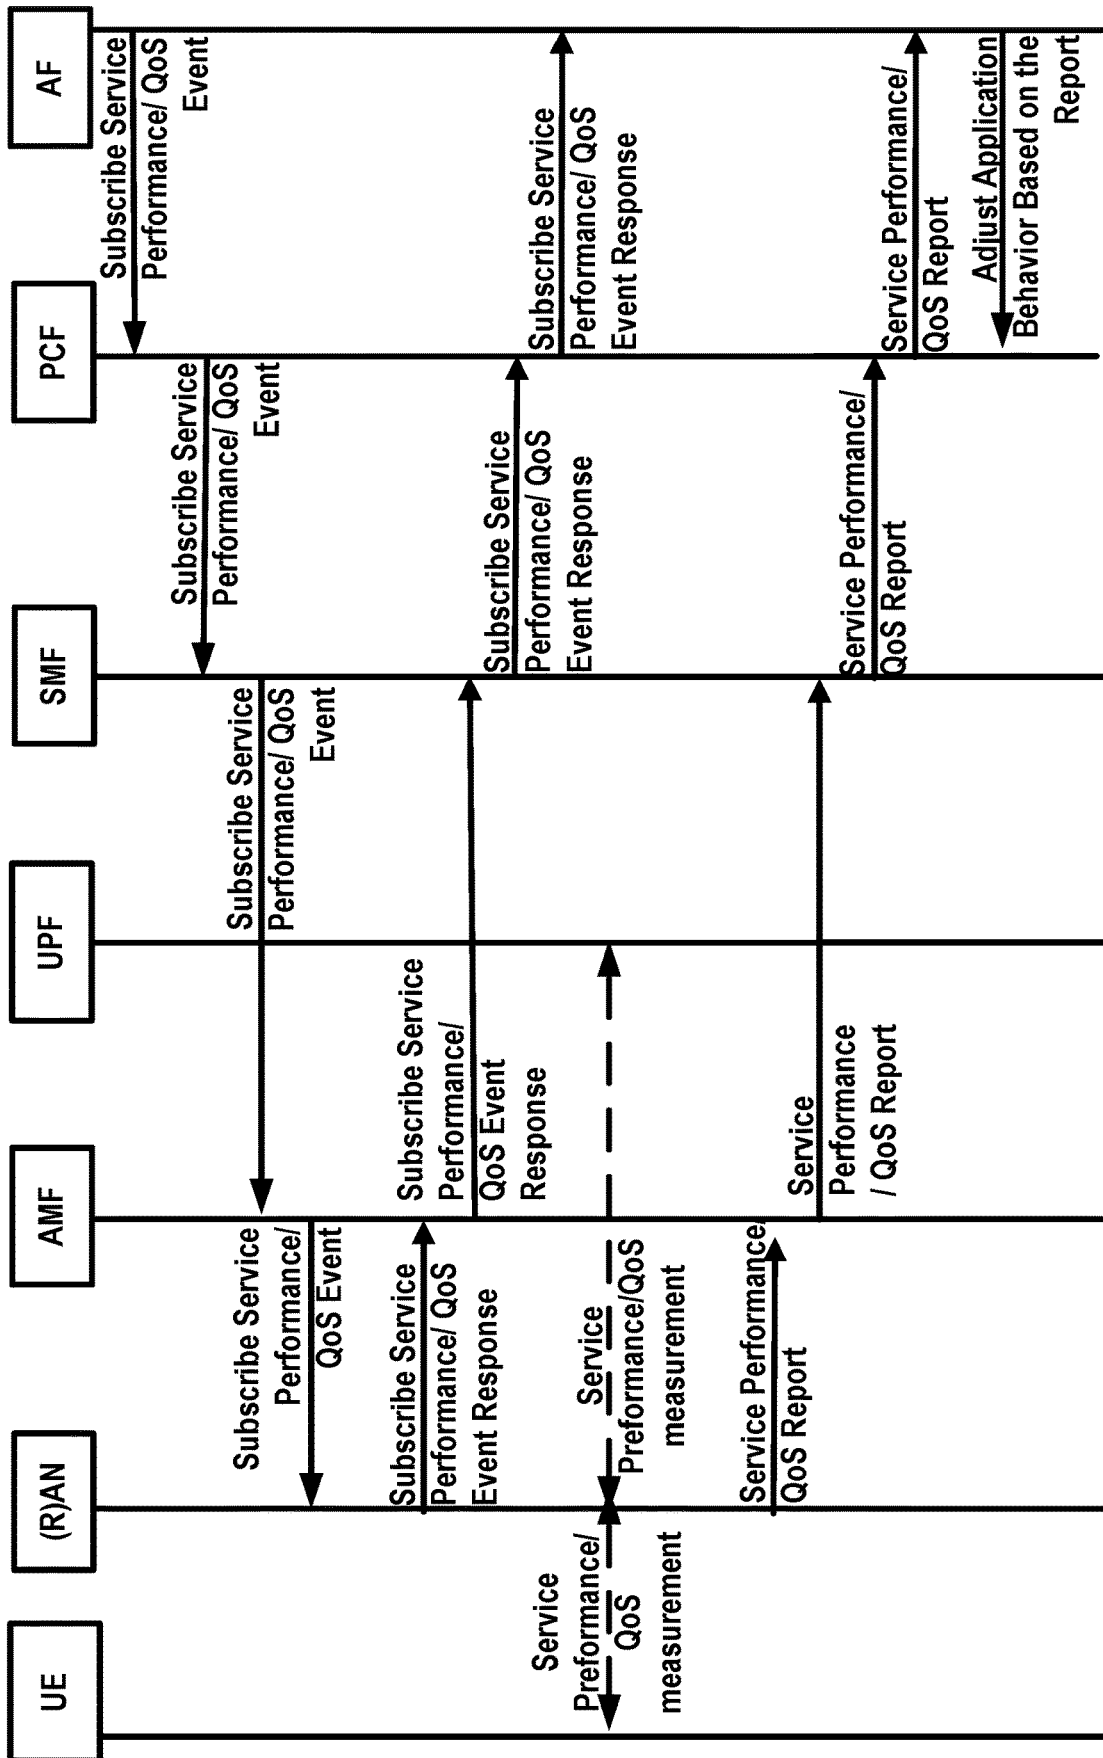 UE
(R)AN
AMF
UPF
SMF
PCF
AF
Subscribe Service
Performance/ QoS
Event
Subscribe Service
Performance/ QoS
Event
Subscribe Service
Performance/ QoS
Event
Subscribe Service
Performance/
QoS Event
Subscribe Service
Performance/ QoS
Event Response
Subscribe Service
Performance/
QoS Event
Response
Subscribe Service
Performance/ QoS
Event Response
Subscribe Service
Performance/ QoS
Event Response
Service
Preformance/
QoS
measurement
Service
Preformance/QoS
measurement
Service Performance/
QoS Report
Service
Performance
/ QoS Report
Service Performance/
QoS Report
Service Performance/
QoS Report
Adjust Application
Behavior Based on the
Report